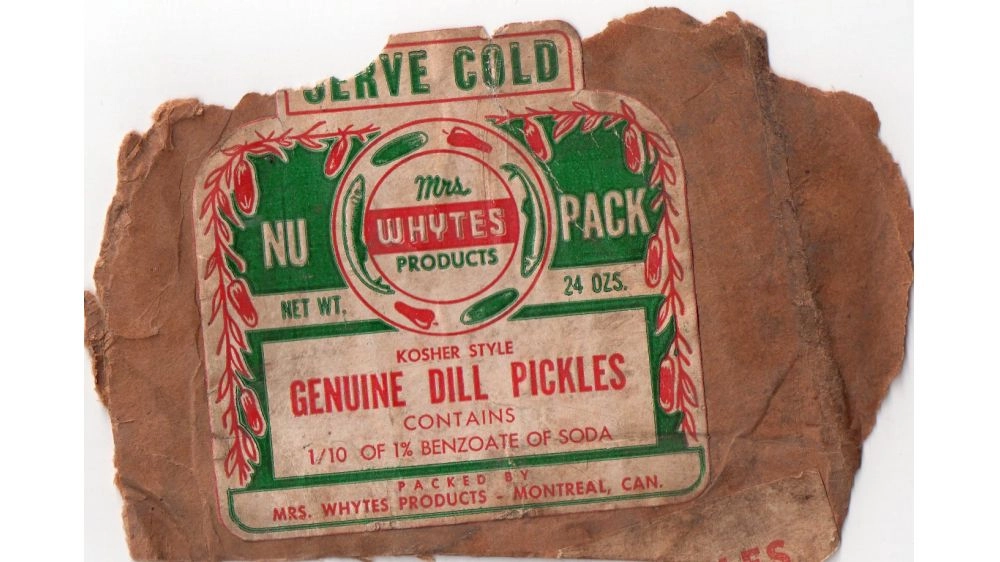 SERVE COLD
Mrs.
WHYTES
PRODUCTS
NU PACK
NET WT. 24 OZS.
KOSHER STYLE
GENUINE DILL PICKLES
CONTAINS
1/10 OF 1% BENZOATE OF SODA
PACKED BY
MRS. WHYTES PRODUCTS - MONTREAL, CAN.